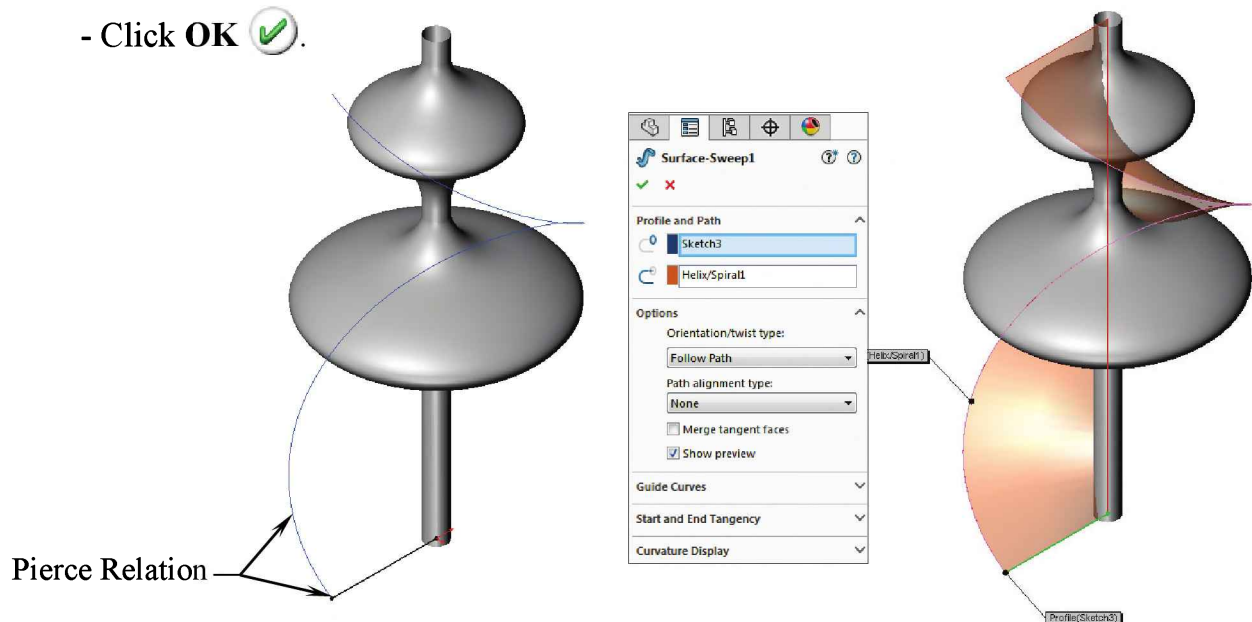 - Click OK .
Surface-Sweep1
Profile and Path
Sketch3
Helix/Spiral1
Options
Orientation/twist type:
Follow Path
Path alignment type:
None
Merge tangent faces
Show preview
Guide Curves
Start and End Tangency
Curvature Display
Helix/Spiral1)
Pierce Relation
Profile(Sketch3)